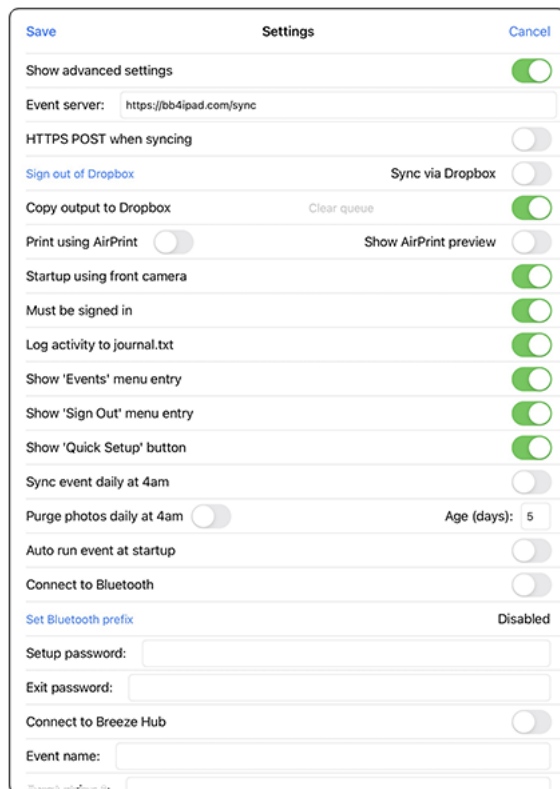 Save Settings Cancel
Show advanced settings
Event server: https://bb4ipad.com/sync
HTTPS POST when syncing
Sign out of Dropbox Sync via Dropbox
Copy output to Dropbox Clear queue
Print using AirPrint Show AirPrint preview
Startup using front camera
Must be signed in
Log activity to journal.txt
Show 'Events' menu entry
Show 'Sign Out' menu entry
Show 'Quick Setup' button
Sync event daily at 4am
Purge photos daily at 4am Age (days): 5
Auto run event at startup
Connect to Bluetooth
Set Bluetooth prefix Disabled
Setup password:
Exit password:
Connect to Breeze Hub
Event name: